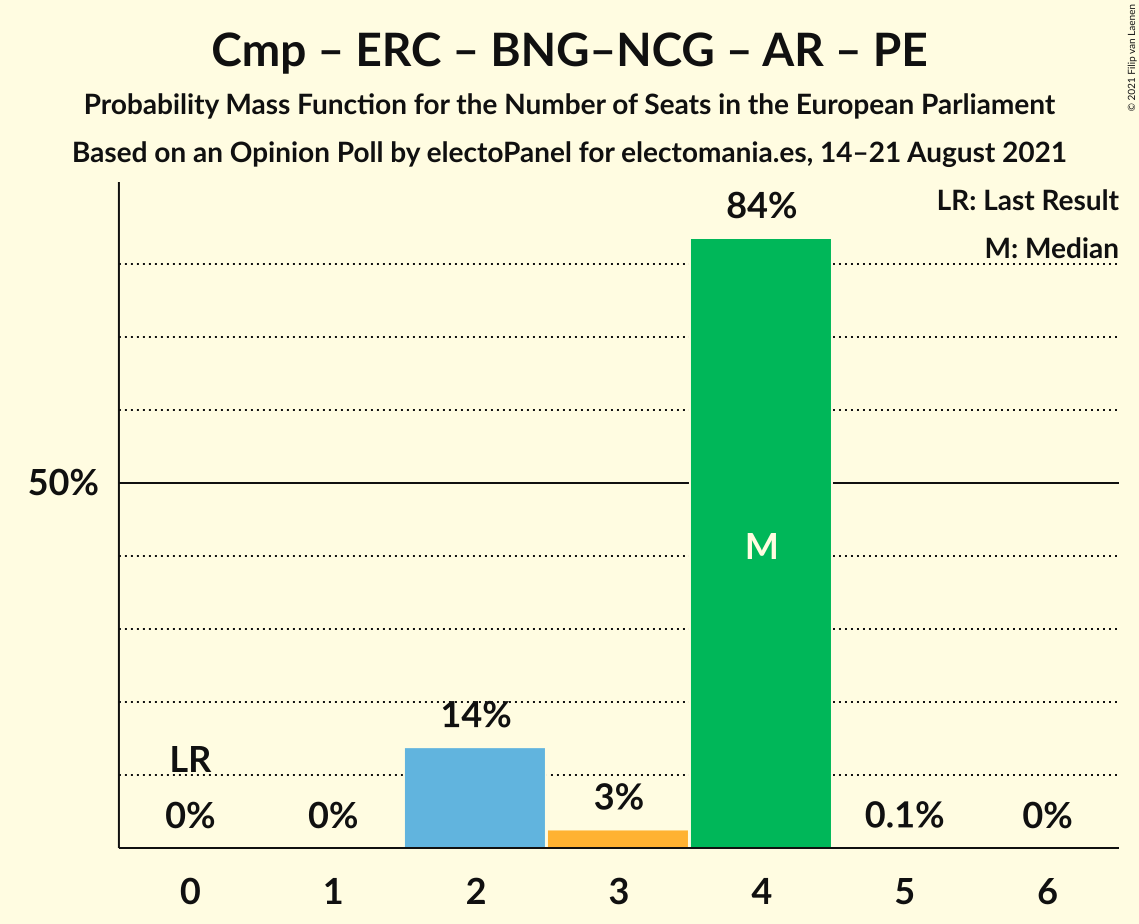 Cmp – ERC – BNG–NCG – AR – PE
Probability Mass Function for the Number of Seats in the European Parliament
Based on an Opinion Poll by electoPanel for electomania.es, 14–21 August 2021
© 2021 Filip van Laenen
LR: Last Result
M: Median
84%
50%
M
14%
LR
3%
0%
0%
0.1%
0%
0 1 2 3 4 5 6